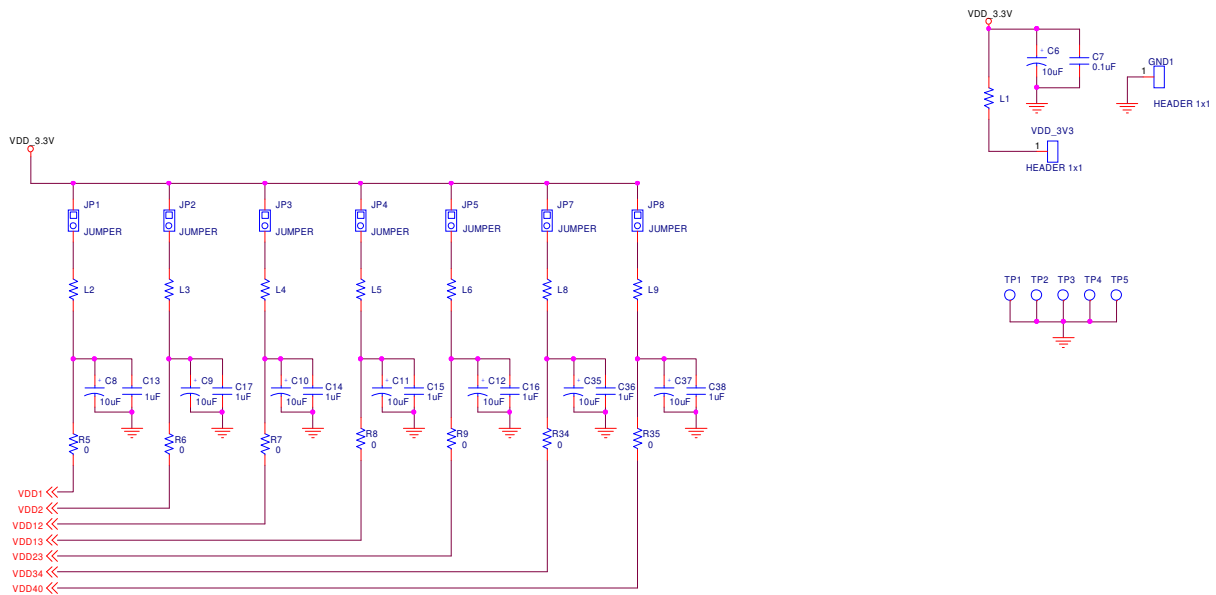 VDD_3.3V
C6
10uF
C7
0.1uF
1
GND1
HEADER 1x1
L1
VDD_3V3
1
HEADER 1x1
VDD_3.3V
JP1
JUMPER
JP2
JUMPER
JP3
JUMPER
JP4
JUMPER
JP5
JUMPER
JP7
JUMPER
JP8
JUMPER
L2
L3
L4
L5
L6
L8
L9
TP1 TP2 TP3 TP4 TP5
+ C8
10uF
C13
1uF
+ C9
10uF
C17
1uF
+ C10
10uF
C14
1uF
+ C11
10uF
C15
1uF
+ C12
10uF
C16
1uF
+ C35
10uF
C36
1uF
+ C37
10uF
C38
1uF
R5
0
R6
0
R7
0
R8
0
R9
0
R34
0
R35
0
VDD1
VDD2
VDD12
VDD13
VDD23
VDD34
VDD40